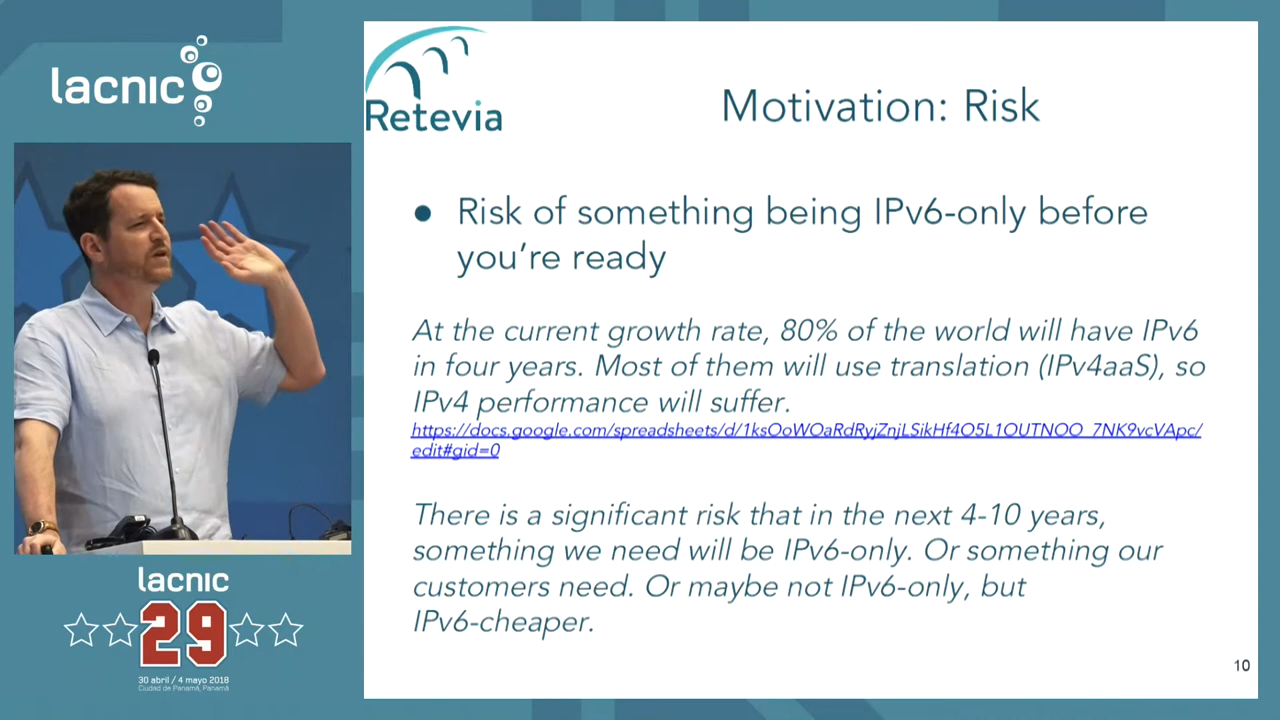 lacnic
Retevia
Motivation: Risk
● Risk of something being IPv6-only before
you're ready
At the current growth rate, 80% of the world will have IPv6
in four years. Most of them will use translation (IPv4aaS), so
IPv4 performance will suffer.
https://docs.google.com/spreadsheets/d/1ksOoWOaRdRyjZnjLSikHf4O5L1OUTNOO_7NK9vcVApc/
edit#gid=0
There is a significant risk that in the next 4-10 years,
something we need will be IPv6-only. Or something our
customers need. Or maybe not IPv6-only, but
IPv6-cheaper.
10
lacnic
29
30 abril / 4 mayo 2018
Ciudad de Panamá, Panamá